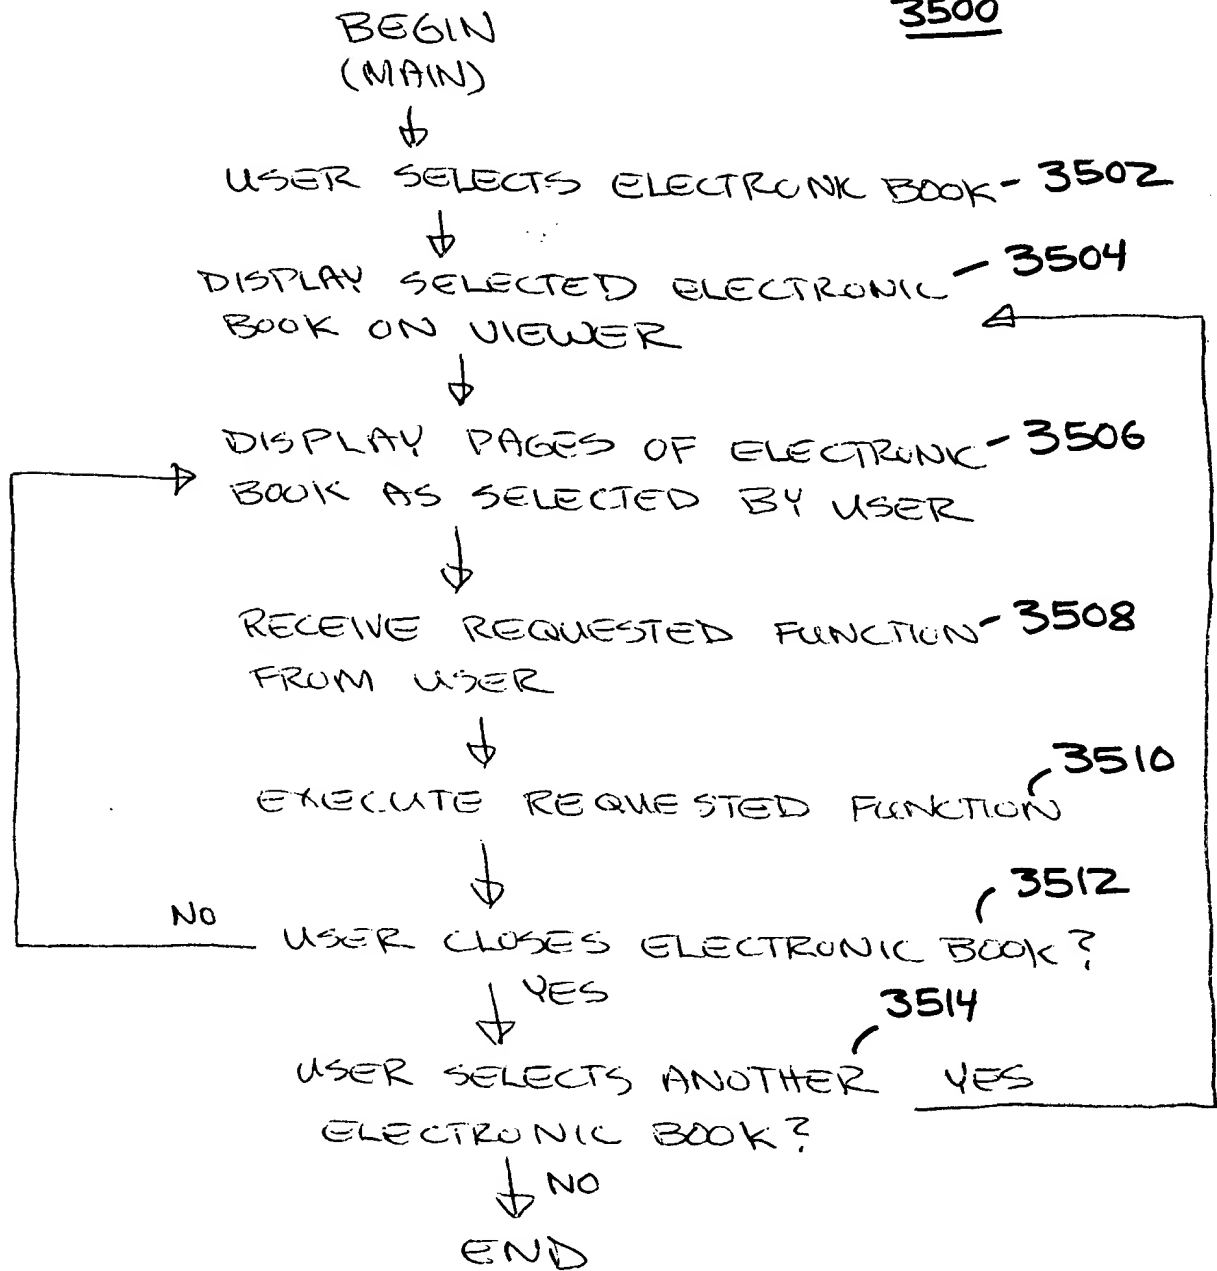 3500
BEGIN
(MAIN)
USER SELECTS ELECTRONIC BOOK - 3502
DISPLAY SELECTED ELECTRONIC - 3504
BOOK ON VIEWER
DISPLAY PAGES OF ELECTRONIC - 3506
BOOK AS SELECTED BY USER
RECEIVE REQUESTED FUNCTION - 3508
FROM USER
3510
EXECUTE REQUESTED FUNCTION
3512
NO USER CLOSES ELECTRONIC BOOK?
YES
3514
USER SELECTS ANOTHER YES
ELECTRONIC BOOK?
NO
END